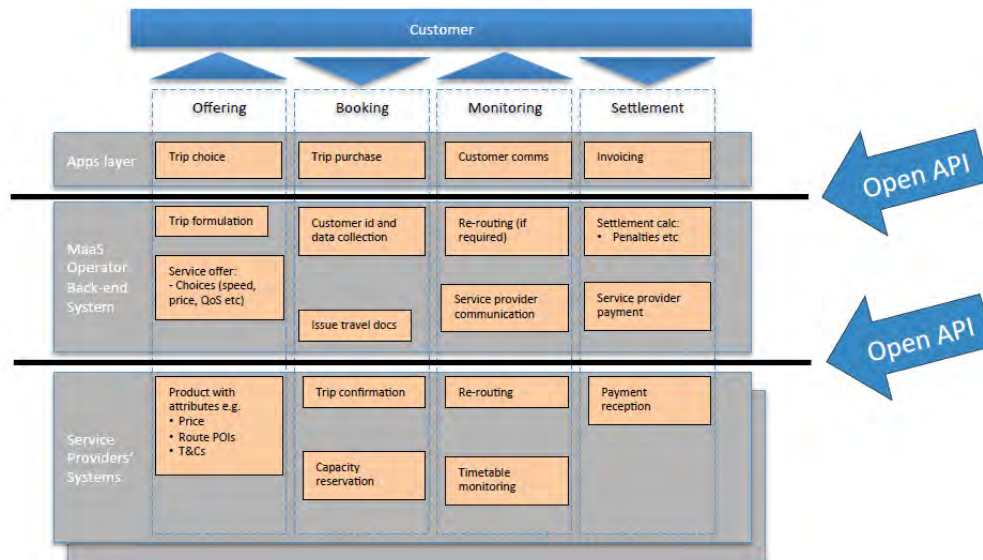 Customer
Offering
Booking
Monitoring
Settlement
Apps layer
Trip choice
Trip purchase
Customer comms
Invoicing
Open API
MaaS
Operator
Back-end
System
Trip formulation
Service offer:
- Choices (speed,
price, QoS etc)
Customer id and
data collection
Issue travel docs
Re-routing (if
required)
Service provider
communication
Settlement calc:
• Penalties etc
Service provider
payment
Open API
Service
Providers'
Systems
Product with
attributes e.g.
• Price
• Route POIs
• T&Cs
Trip confirmation
Capacity
reservation
Re-routing
Timetable
monitoring
Payment
reception